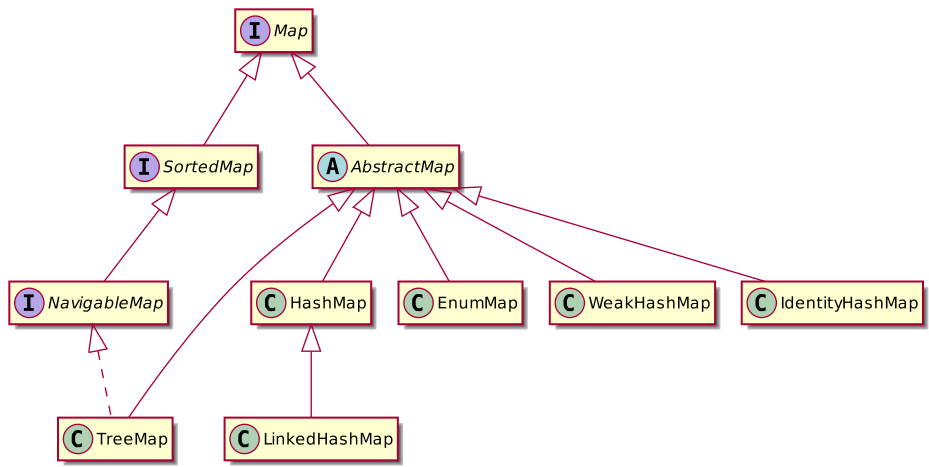 I Map
I SortedMap
A AbstractMap
I NavigableMap
C HashMap
C EnumMap
C WeakHashMap
C IdentityHashMap
C TreeMap
C LinkedHashMap